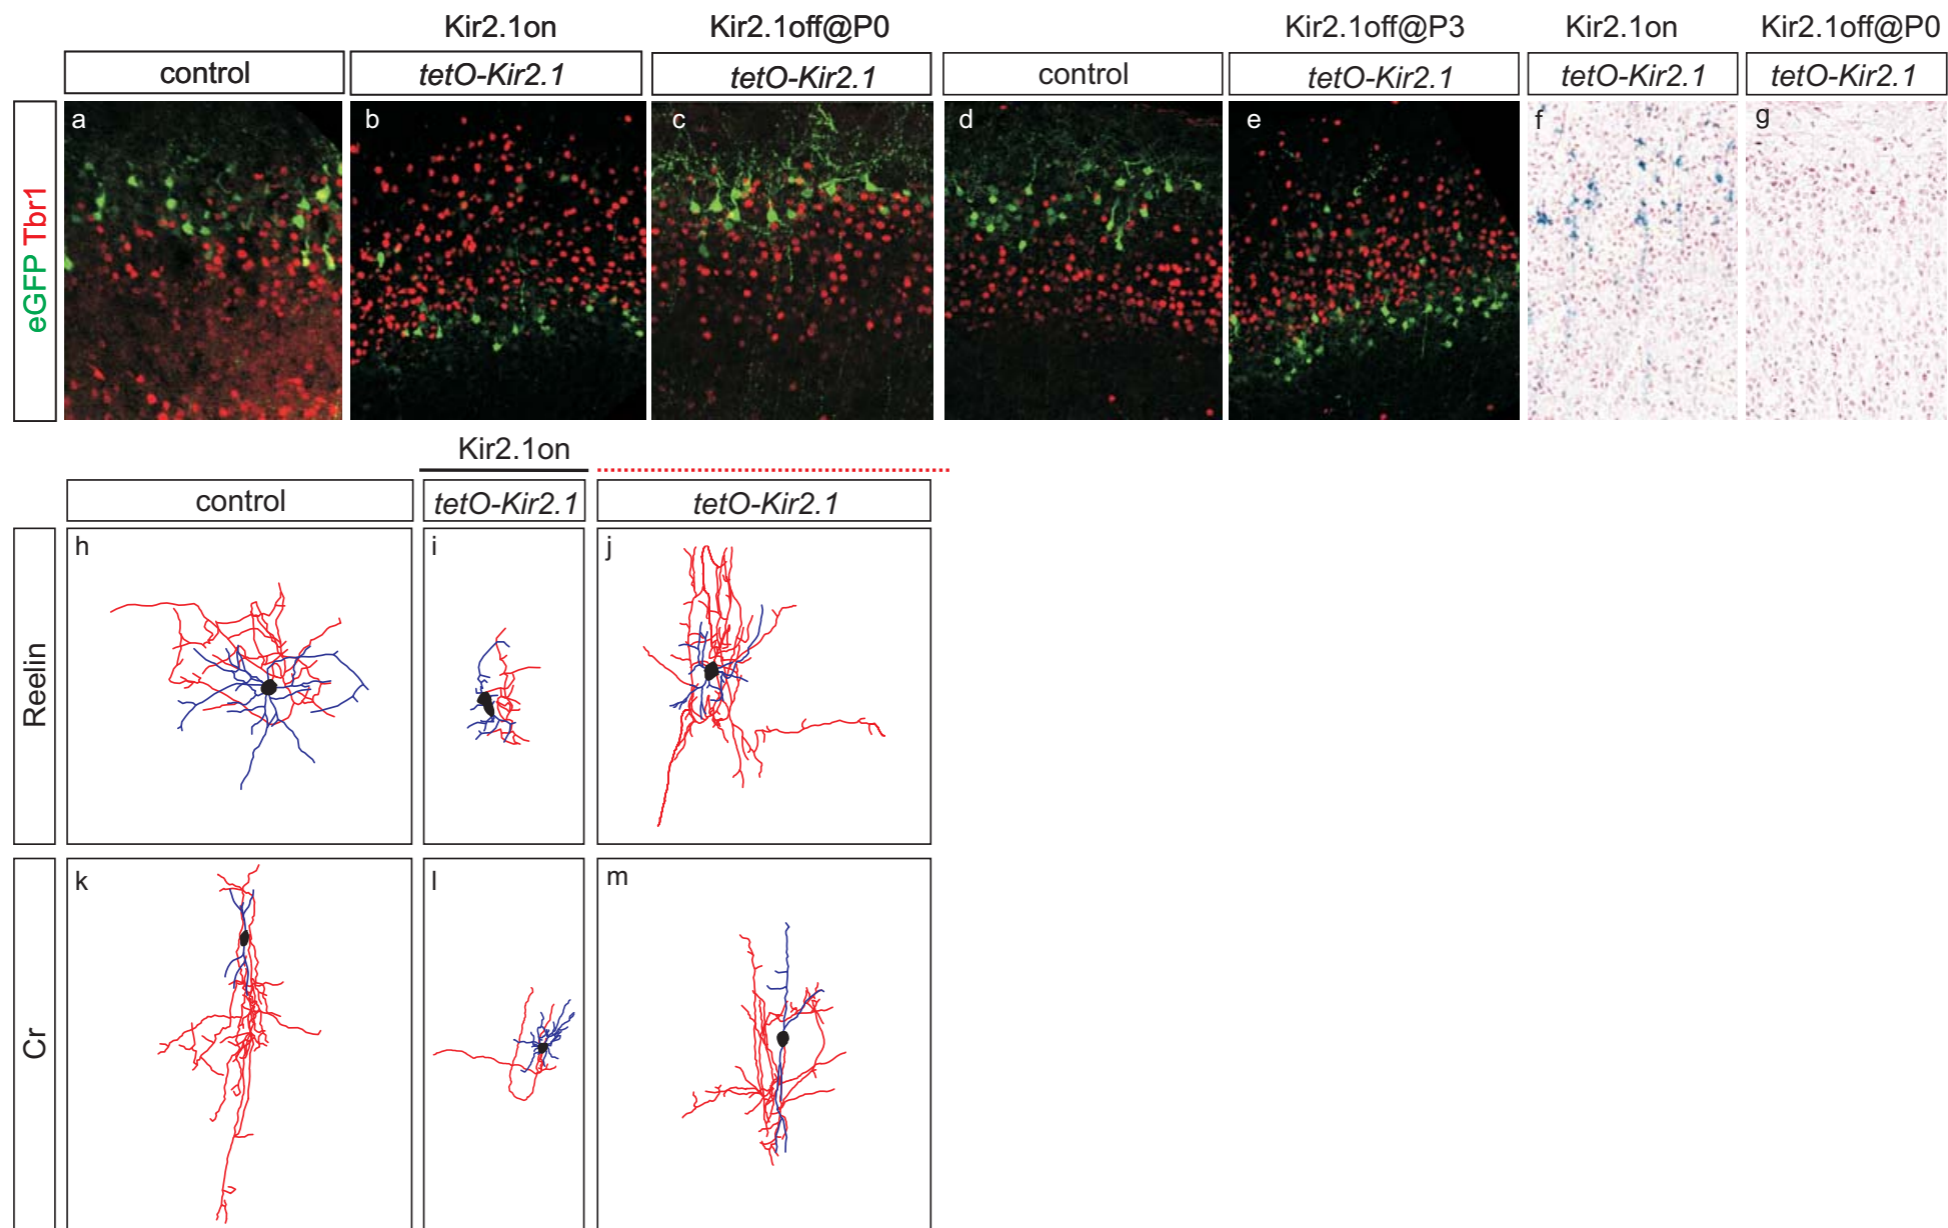 Kir2.1on Kir2.1off@P0 Kir2.1off@P3 Kir2.1on Kir2.1off@P0
control tetO-Kir2.1 tetO-Kir2.1 control tetO-Kir2.1 tetO-Kir2.1 tetO-Kir2.1
eGFP Tbr1
a b c d e f g
Kir2.1on
control tetO-Kir2.1 tetO-Kir2.1
Reelin
h i j
Cr
k l m